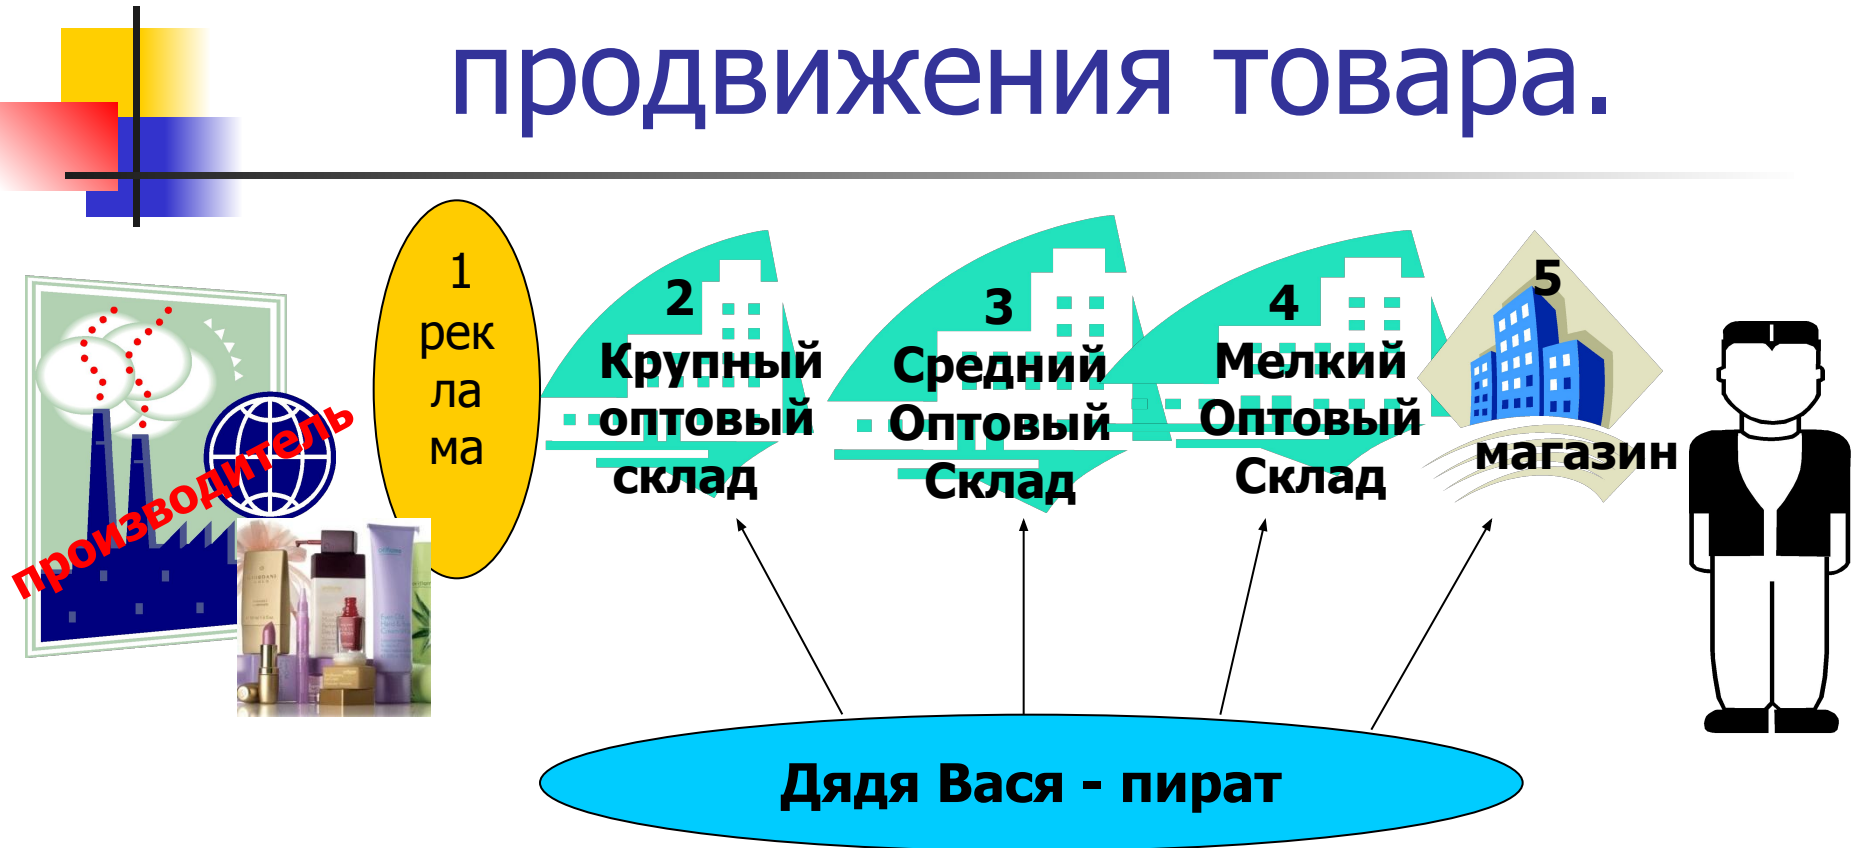 продвижения товара.
производитель
1
рек
ла
ма
2
Крупный
оптовый
склад
3
Средний
Оптовый
Склад
4
Мелкий
Оптовый
Склад
5
магазин
Дядя Вася - пират